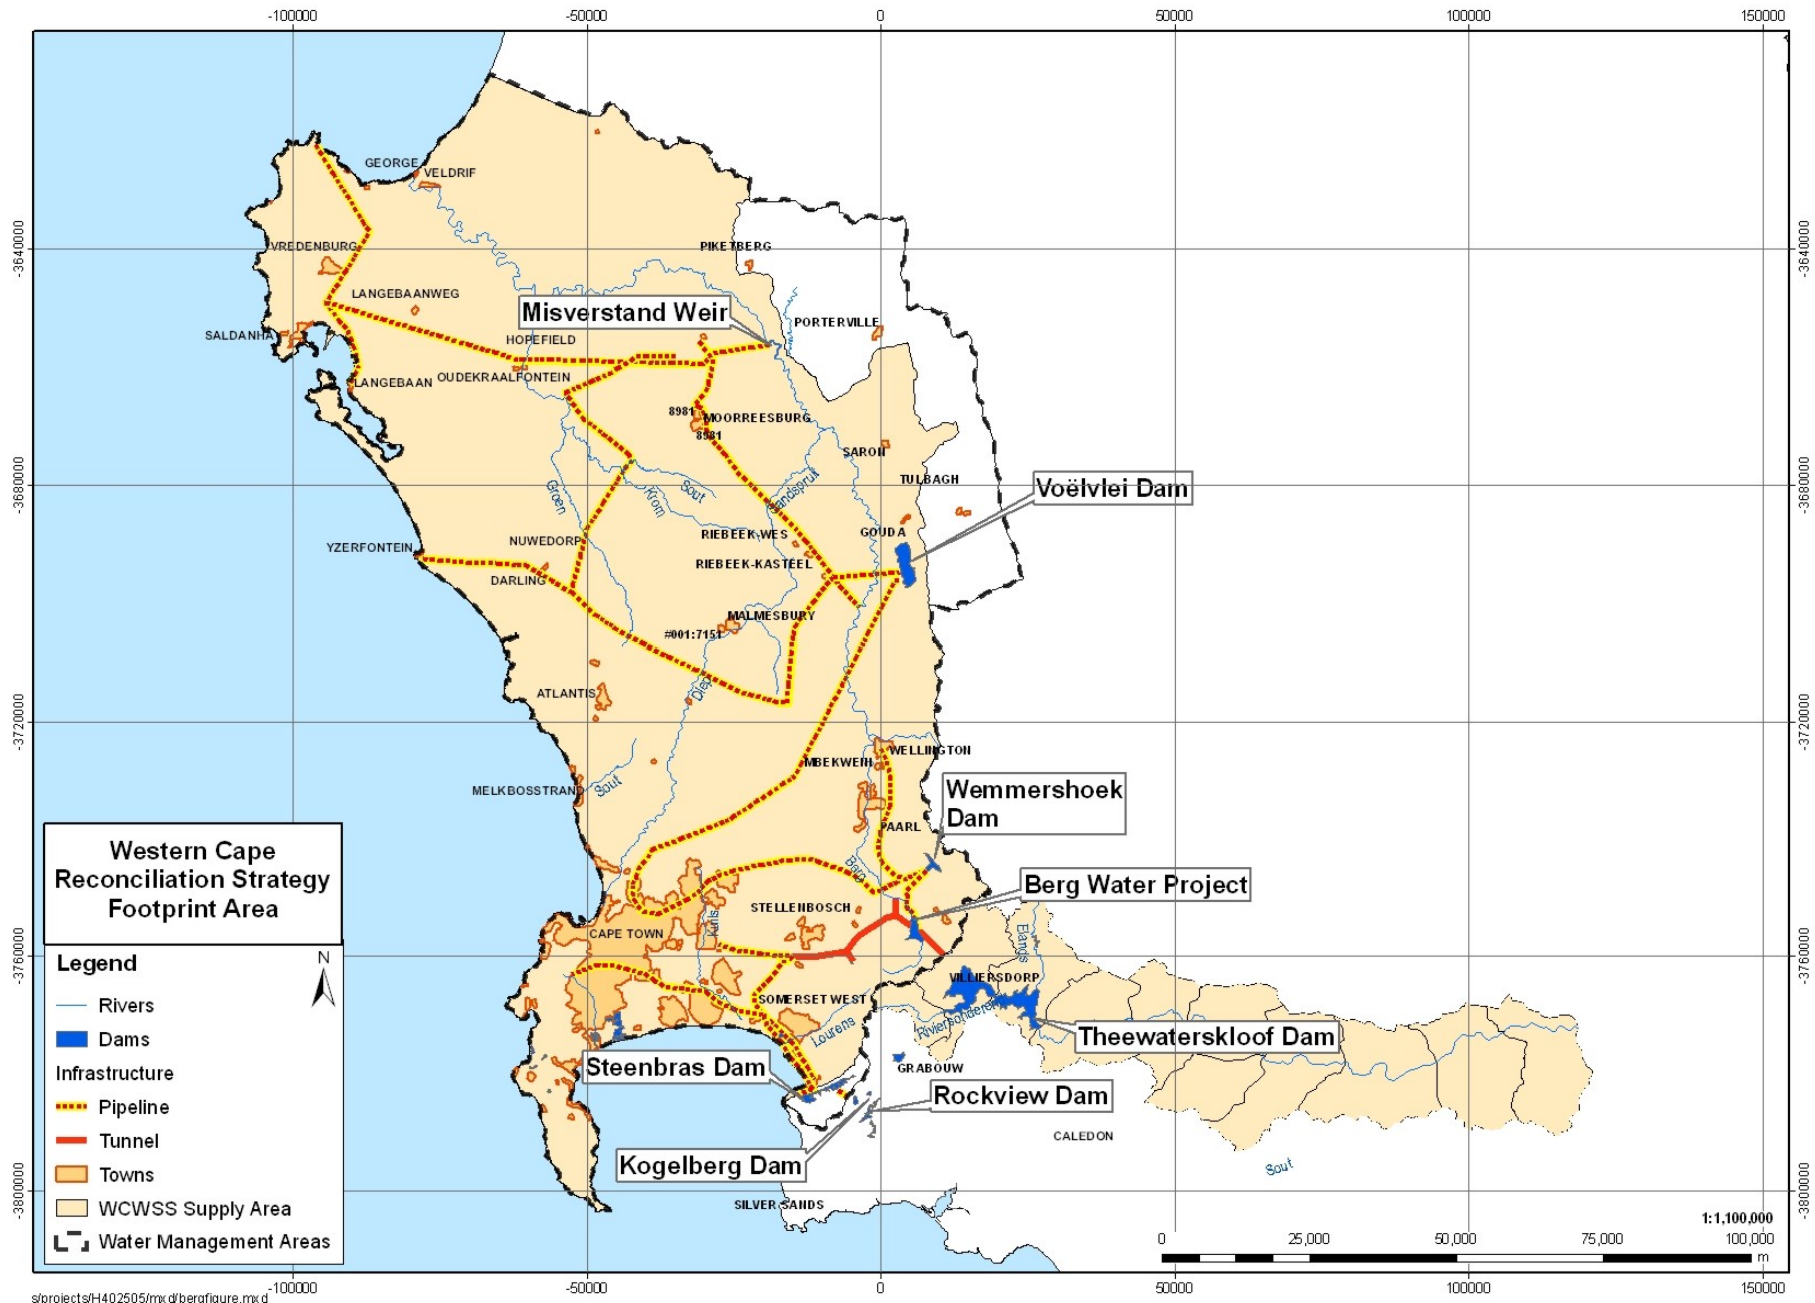 -100000
-50000
0
50000
100000
150000
-3640000
-3680000
-3720000
-3760000
-3800000
-3640000
-3680000
-3720000
-3760000
-3800000
GEORGE
VELDRIF
VREDENBURG
PIKETBERG
LANGEBAANWEG
Misverstand Weir
PORTERVILLE
SALDANHA
HOPEFIELD
LANGEBAAN
OUDEKRAALFONTEIN
8981
MOORREESBURG
8981
SARON
TULBAGH
Voëlvlei Dam
Groen
Krom
Sout
Sandspruit
YZERFONTEIN
NUWEDORP
RIEBEEK-WES
GOUDA
DARLING
RIEBEEK-KASTEEL
MALMESBURY
#001:7151
ATLANTIS
Diep
WELLINGTON
MBEKWENI
MELKBOSSTRAND
Sout
Wemmershoek
Dam
PAARL
Berg
Berg Water Project
STELLENBOSCH
CAPE TOWN
Kuils
Elands
VILLIERSDORP
SOMERSET WEST
Lourens
Riviersonderend
Theewaterskloof Dam
Steenbras Dam
GRABOUW
Rockview Dam
CALEDON
Kogelberg Dam
Sout
SILVER SANDS
Western Cape
Reconciliation Strategy
Footprint Area
Legend
N
Rivers
Dams
Infrastructure
Pipeline
Tunnel
Towns
WCWSS Supply Area
Water Management Areas
1:1,100,000
0
25,000
50,000
75,000
100,000
m
-100000
-50000
0
50000
100000
150000
s/projects/H402505/mxd/bergfigure.mxd